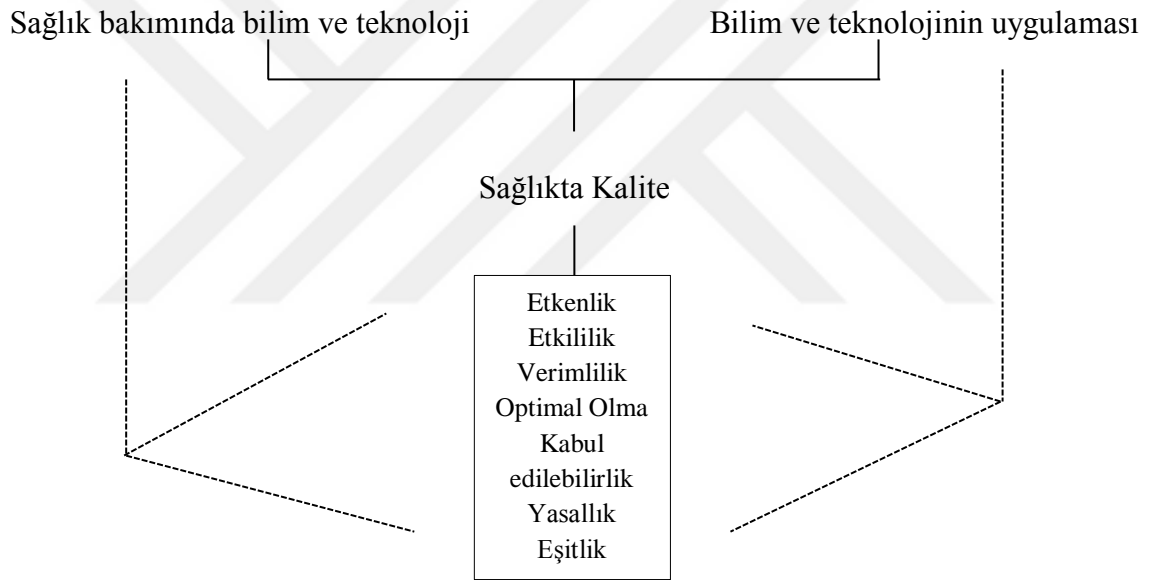 Sağlık bakımında bilim ve teknoloji
Bilim ve teknolojinin uygulaması
Sağlıkta Kalite
Etkenlik
Etkililik
Verimlilik
Optimal Olma
Kabul
edilebilirlik
Yasallık
Eşitlik